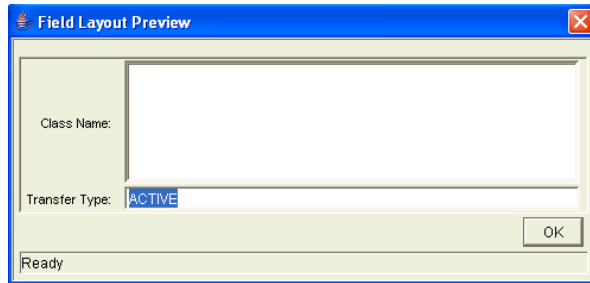 Field Layout Preview
Class Name:
Transfer Type: ACTIVE
OK
Ready